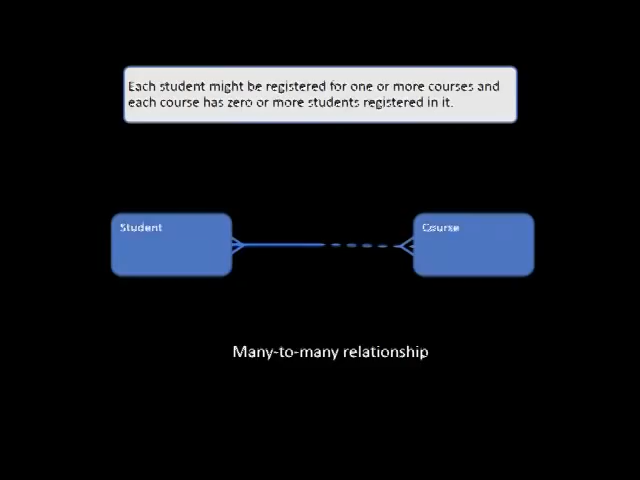 Each student might be registered for one or more courses and
each course has zero or more students registered in it.
Student
Course
Many-to-many relationship